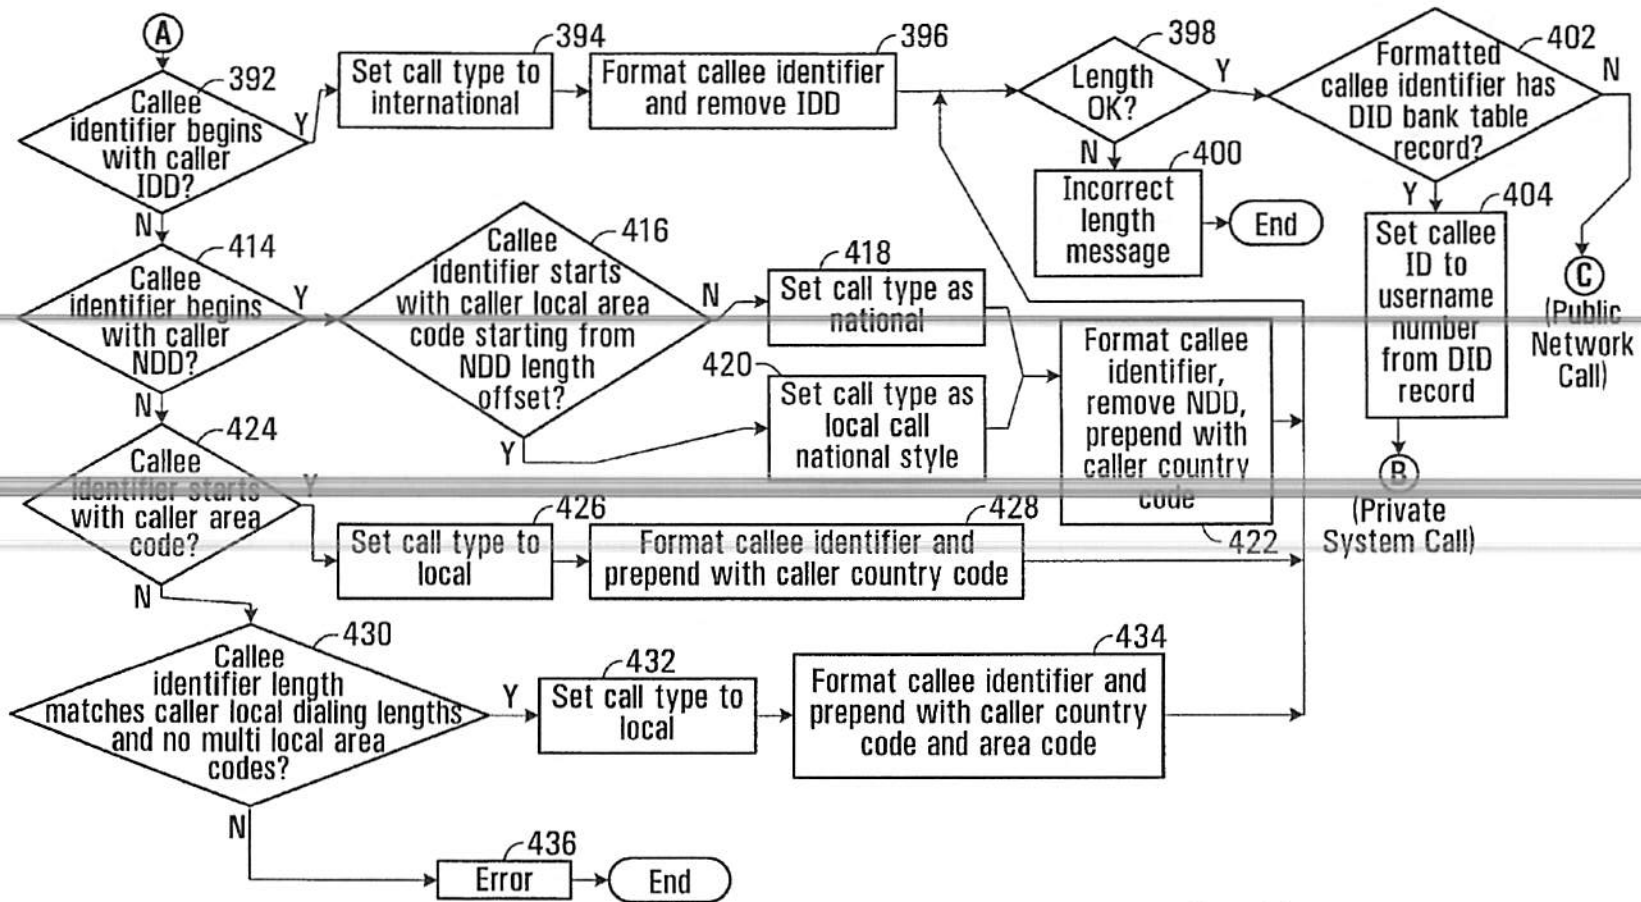 A
392
Callee
identifier begins
with caller
IDD?
Y
N
394
Set call type to
international
396
Format callee identifier
and remove IDD
398
Length
OK?
Y
N
400
Incorrect
length
message
End
402
Formatted
callee identifier has
DID bank table
record?
N
Y
404
Set callee
ID to
username
number
from DID
record
B
(Private
System Call)
C
(Public
Network
Call)
414
Callee
identifier begins
with caller
NDD?
Y
N
416
Callee
identifier starts
with caller local area
code starting from
NDD length
offset?
N
Y
418
Set call type as
national
420
Set call type as
local call
national style
Format callee
identifier,
remove NDD,
prepend with
caller country
code
422
424
Callee
identifier starts
with caller area
code?
Y
N
426
Set call type to
local
428
Format callee identifier and
prepend with caller country code
430
Callee
identifier length
matches caller local dialing lengths
and no multi local area
codes?
Y
N
432
Set call type to
local
434
Format callee identifier and
prepend with caller country
code and area code
436
Error
End